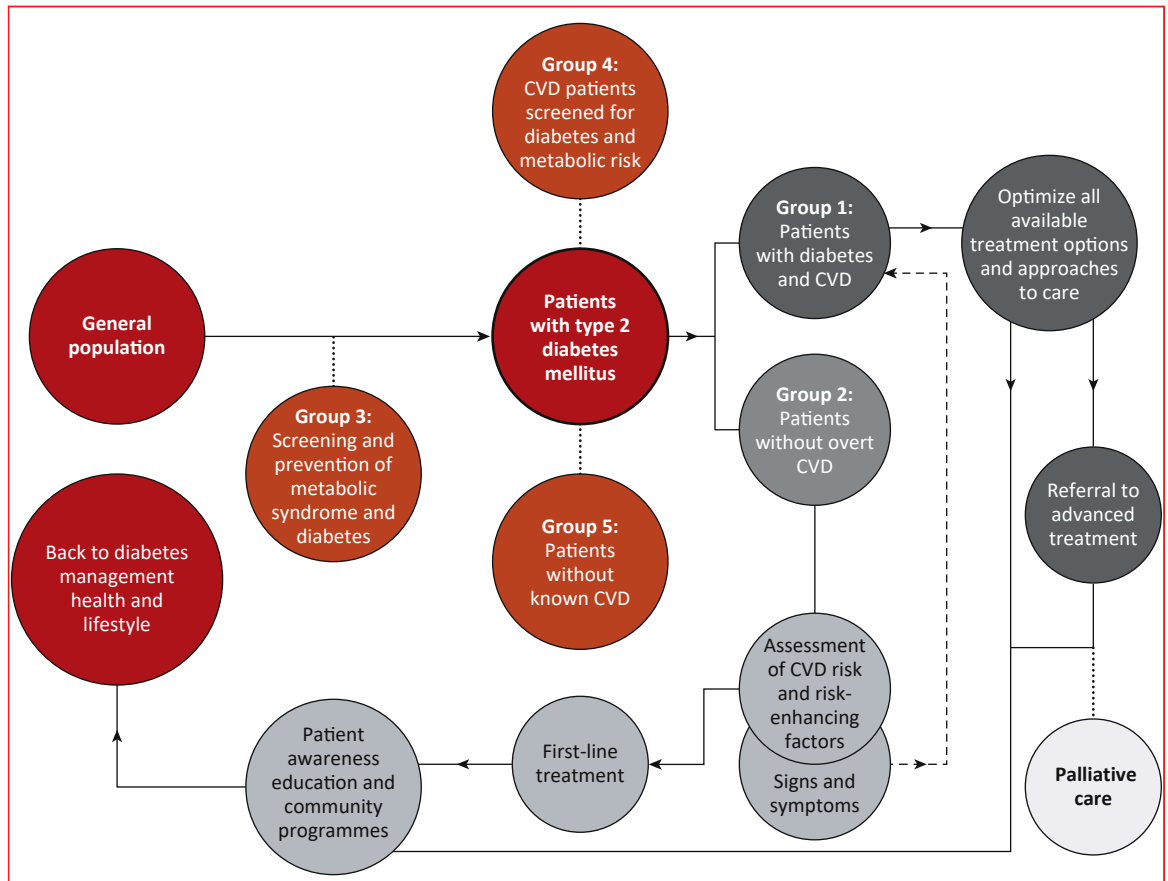 Group 4:
CVD patients
screened for
diabetes and
metabolic risk
General
population
Patients
with type 2
diabetes
mellitus
Group 1:
Patients
with diabetes
and CVD
Optimize all
available
treatment options
and approaches
to care
Group 3:
Screening and
prevention of
metabolic
syndrome and
diabetes
Group 2:
Patients
without overt
CVD
Group 5:
Patients
without
known CVD
Referral to
advanced
treatment
Back to diabetes
management
health and
lifestyle
Patient
awareness
education and
community
programmes
First-line
treatment
Assessment
of CVD risk
and risk-
enhancing
factors
Signs and
symptoms
Palliative
care